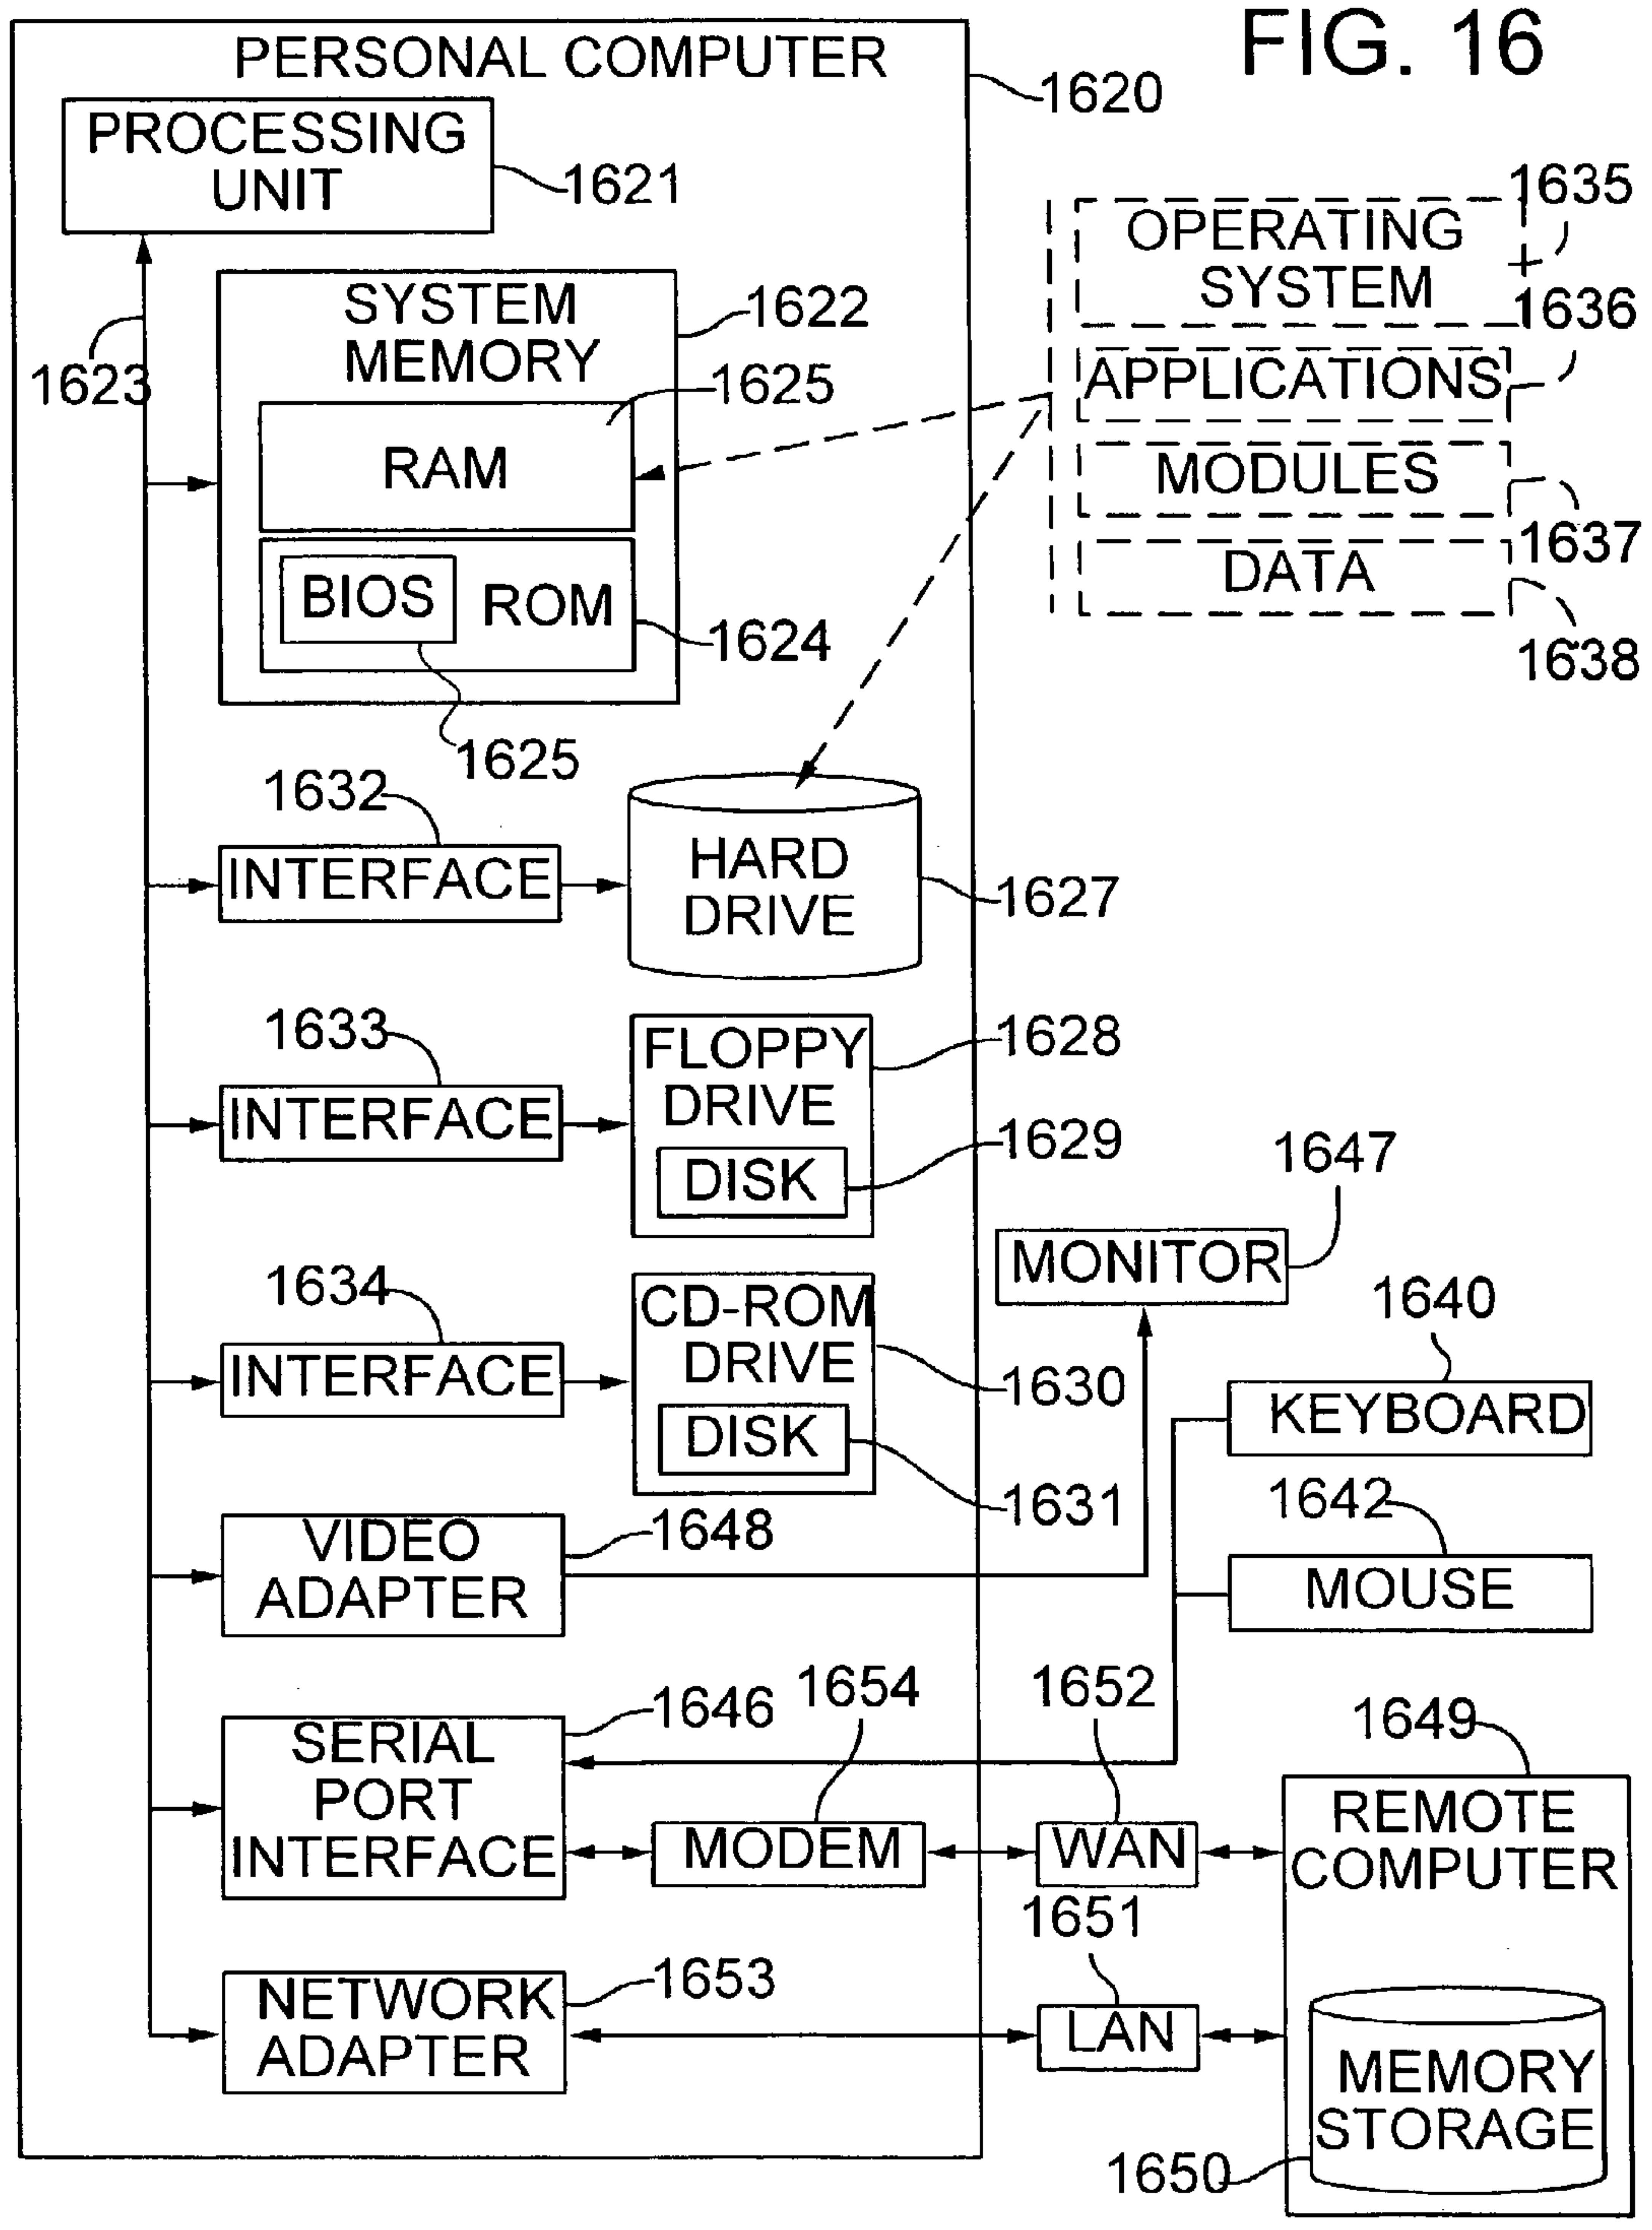 FIG. 16
PERSONAL COMPUTER
1620
PROCESSING
UNIT
1621
1635
OPERATING
SYSTEM
SYSTEM
MEMORY
1622
1636
1623
1625
APPLICATIONS
RAM
MODULES
1637
BIOS
ROM
1624
DATA
1638
1625
1632
INTERFACE
HARD
DRIVE
1627
1633
INTERFACE
FLOPPY
DRIVE
1628
DISK
1629
1647
MONITOR
1634
INTERFACE
CD-ROM
DRIVE
1630
DISK
1631
1640
KEYBOARD
1642
MOUSE
VIDEO
ADAPTER
1648
1646
SERIAL
PORT
INTERFACE
1654
MODEM
1652
WAN
1649
REMOTE
COMPUTER
1651
LAN
NETWORK
ADAPTER
1653
MEMORY
STORAGE
1650